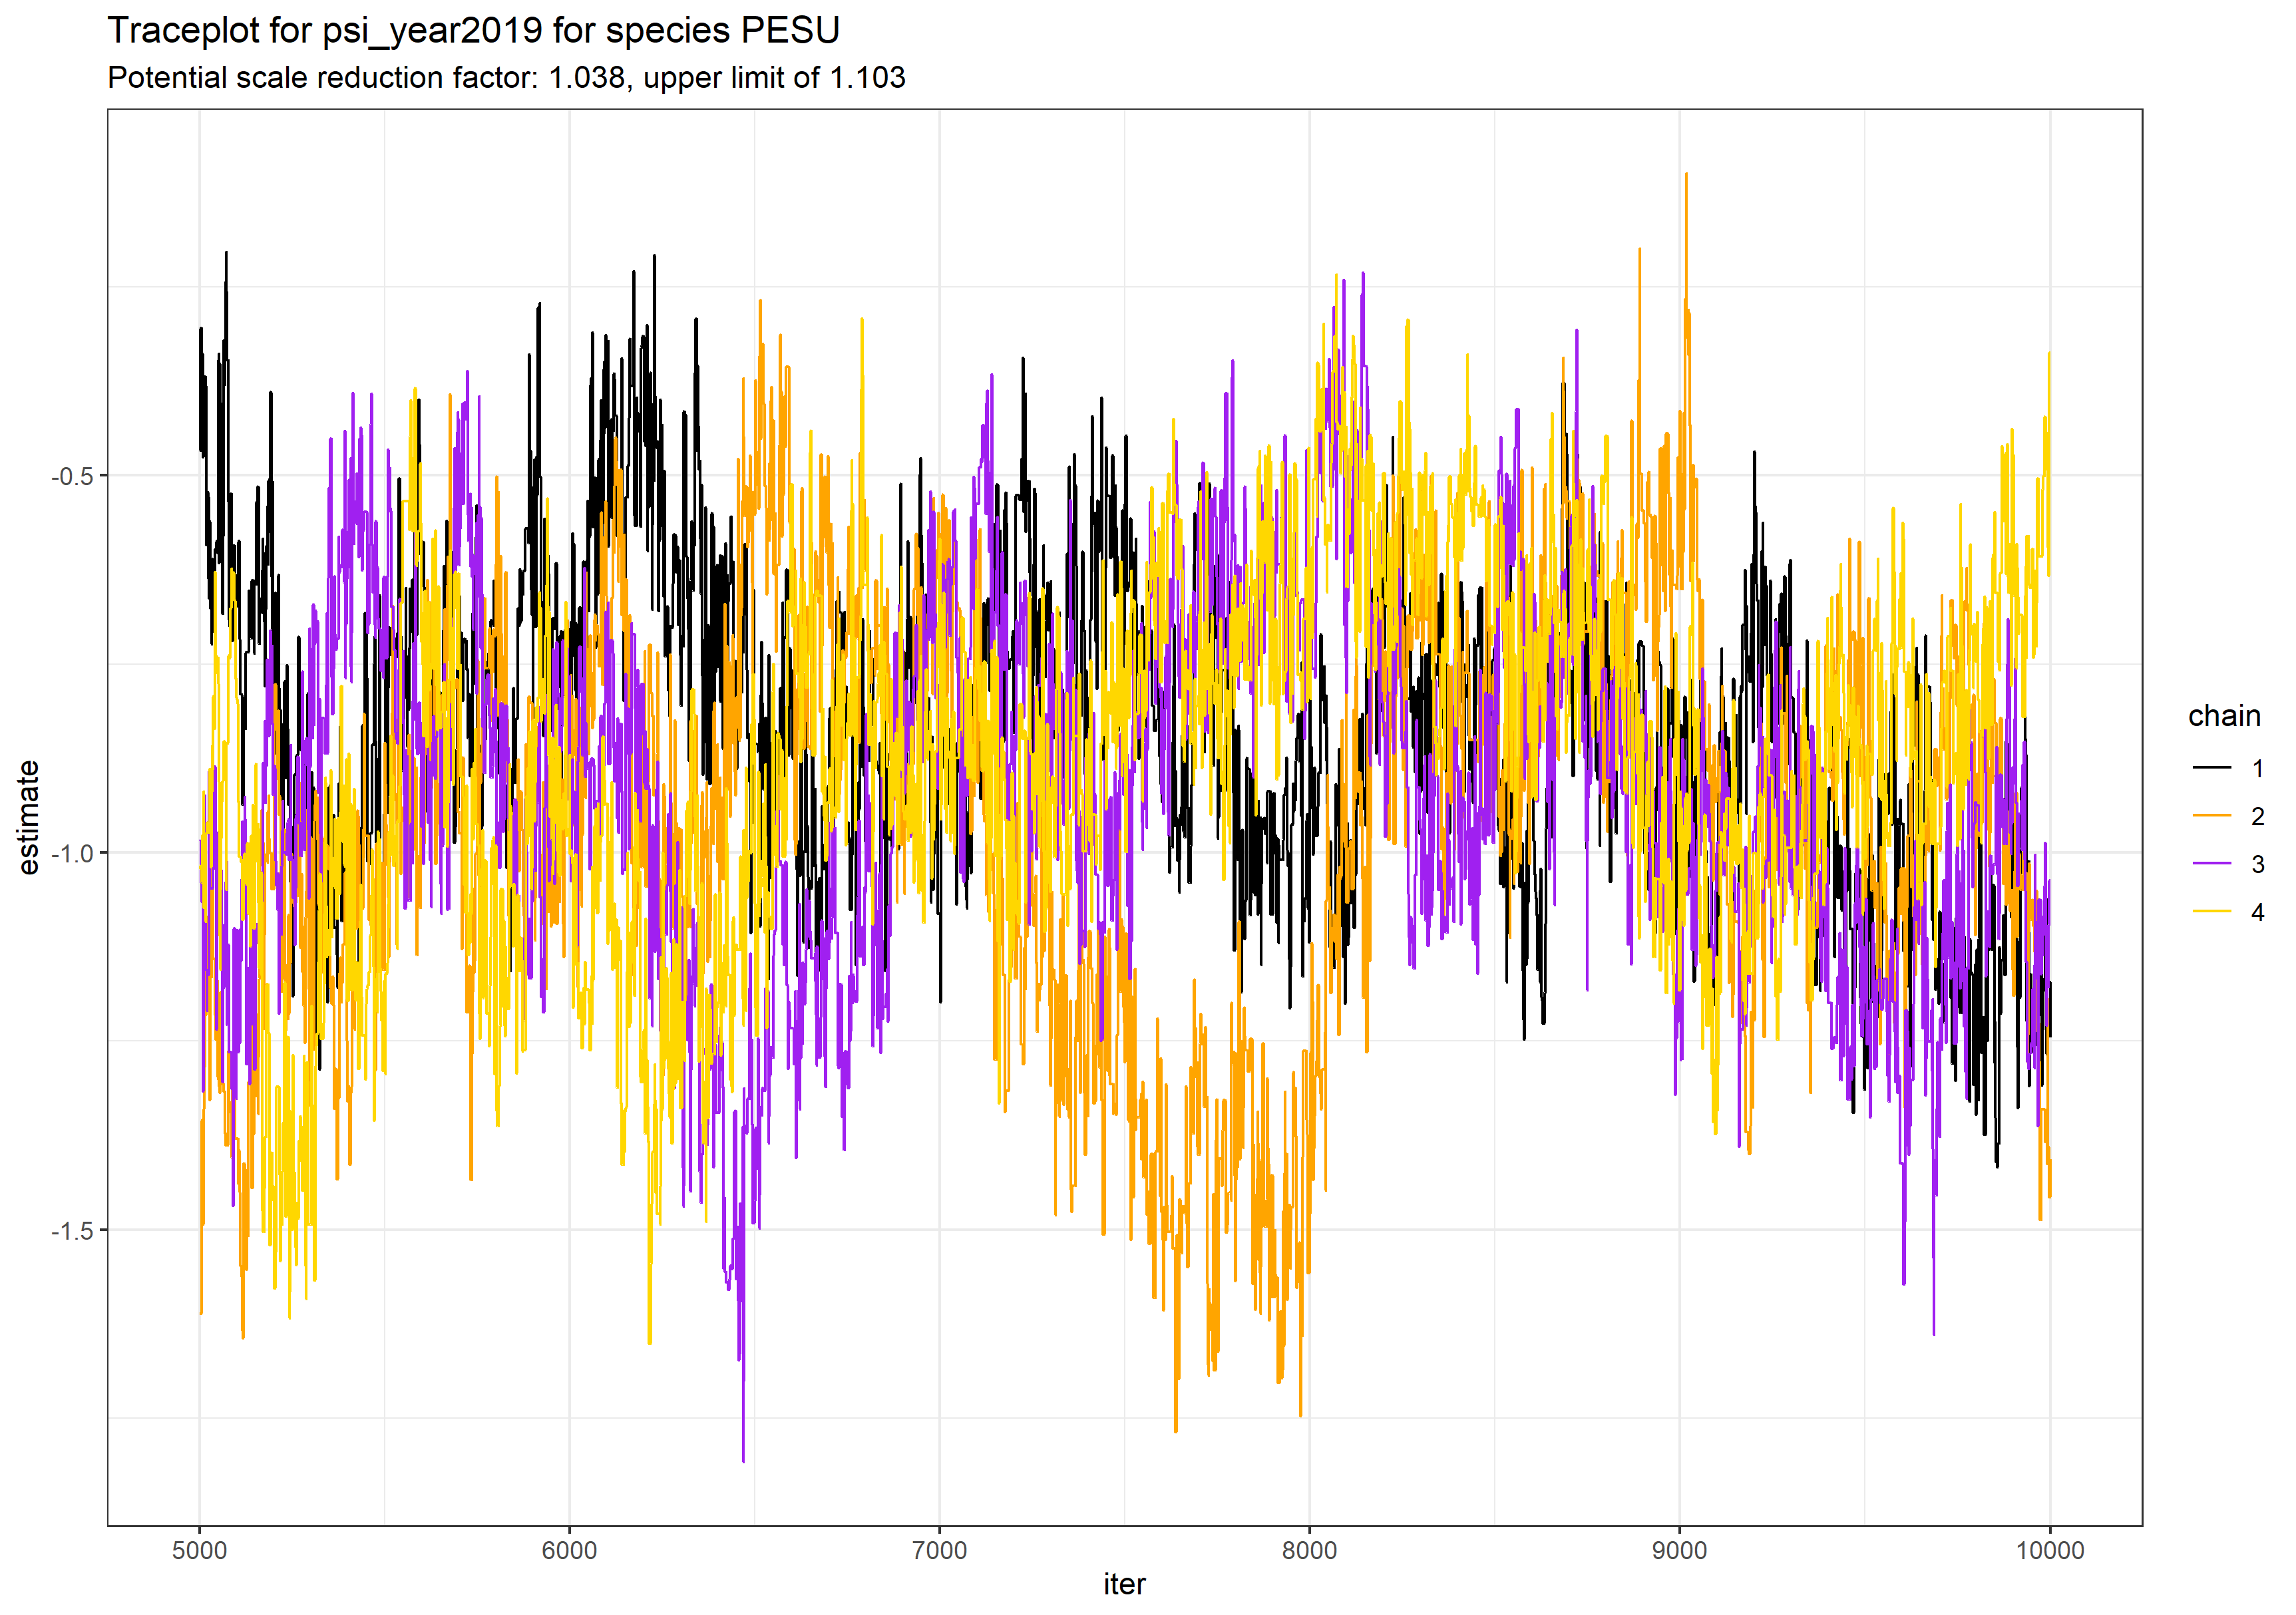 Traceplot for psi_year2019 for species PESU
Potential scale reduction factor: 1.038, upper limit of 1.103
estimate
-0.5
-1.0
-1.5
5000
6000
7000
8000
9000
10000
iter
chain
1
2
3
4